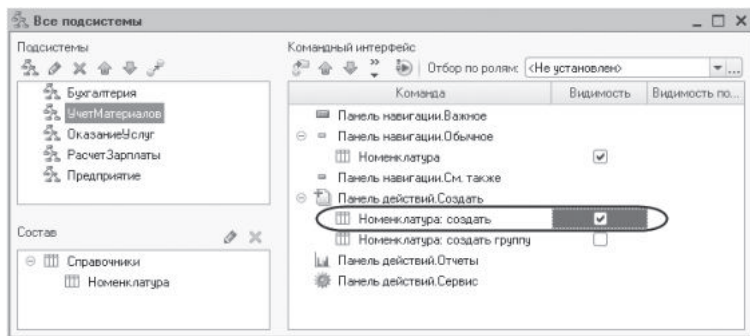 Все подсистемы
Подсистемы
Бухгалтерия
УчетМатериалов
ОказаниеУслуг
РасчетЗарплаты
Предприятие
Состав
Справочники
Номенклатура
Командный интерфейс
Отбор по ролям: <Не установлен> ...
Команда Видимость Видимость по...
Панель навигации.Важное
Панель навигации.Обычное
Номенклатура
Панель навигации.См. также
Панель действий.Создать
Номенклатура: создать
Номенклатура: создать группу
Панель действий.Отчеты
Панель действий.Сервис